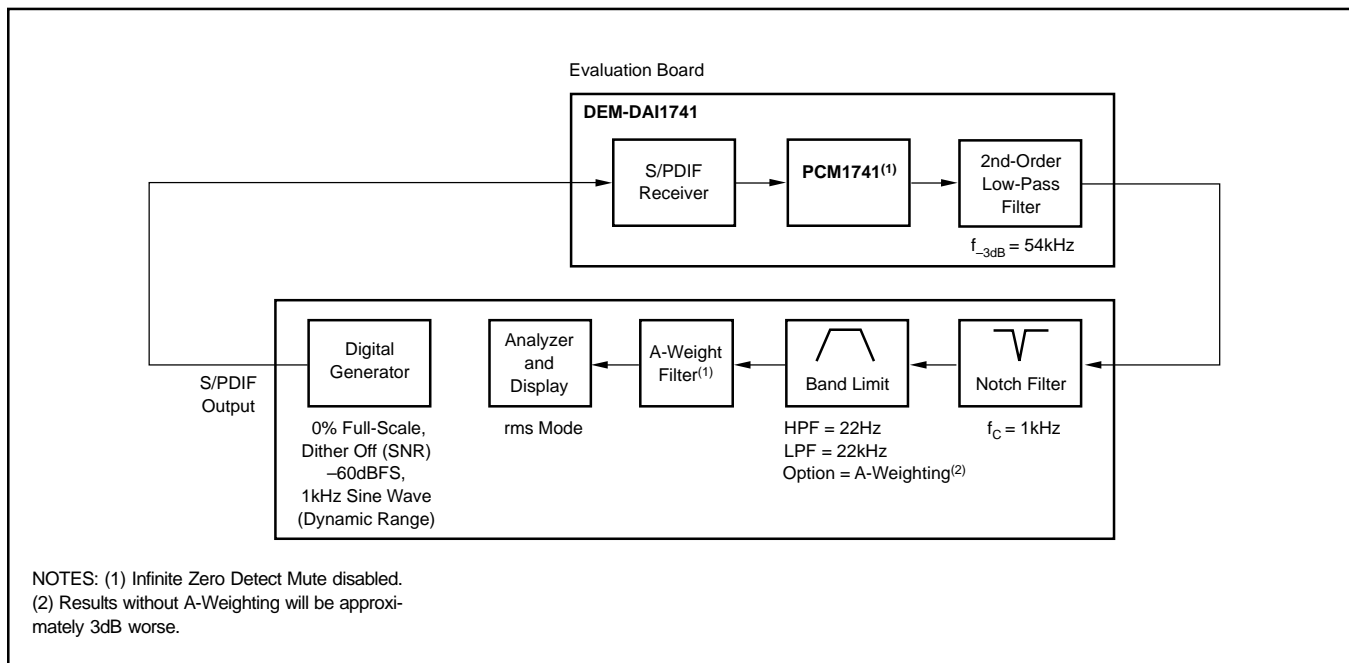 Evaluation Board
DEM-DAI1741
S/PDIF
Receiver
PCM1741(1)
2nd-Order
Low-Pass
Filter
f–3dB = 54kHz
S/PDIF
Output
Digital
Generator
0% Full-Scale,
Dither Off (SNR)
–60dBFS,
1kHz Sine Wave
(Dynamic Range)
Analyzer
and
Display
rms Mode
A-Weight
Filter(1)
Band Limit
HPF = 22Hz
LPF = 22kHz
Option = A-Weighting(2)
Notch Filter
fC = 1kHz
NOTES: (1) Infinite Zero Detect Mute disabled.
(2) Results without A-Weighting will be approxi-
mately 3dB worse.